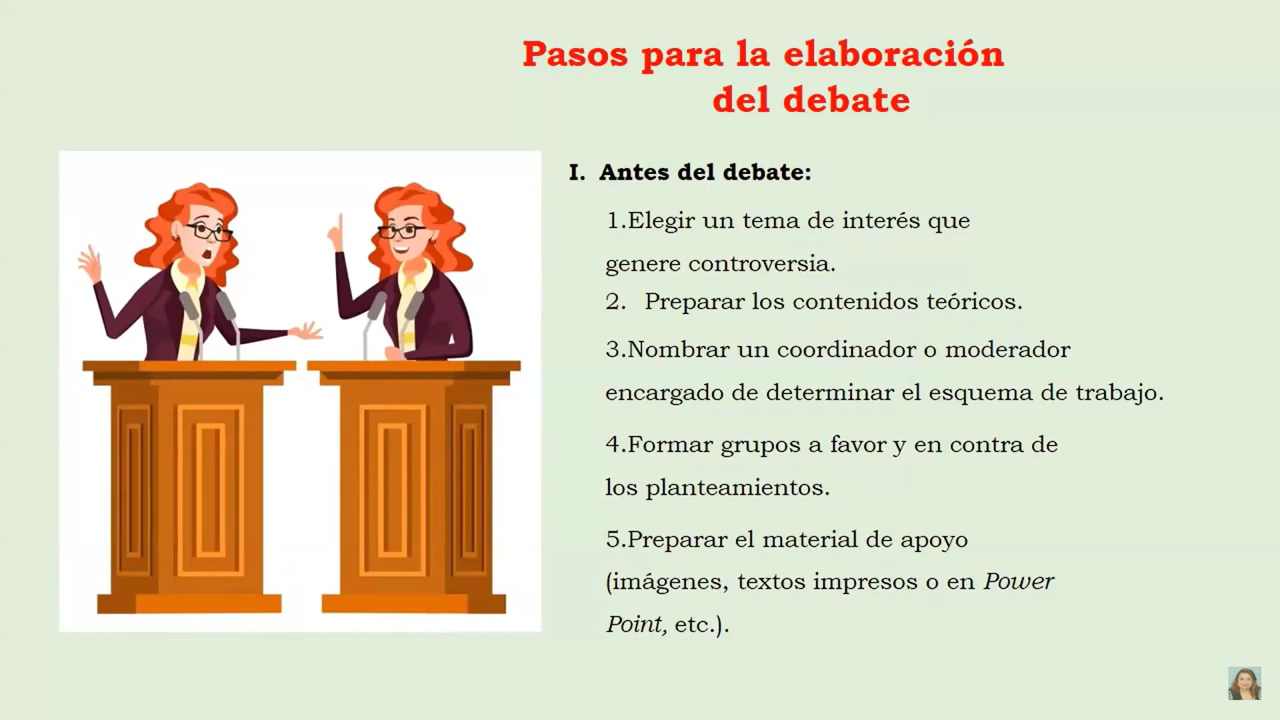 Pasos para la elaboración
del debate
I. Antes del debate:
1.Elegir un tema de interés que
genere controversia.
2. Preparar los contenidos teóricos.
3.Nombrar un coordinador o moderador
encargado de determinar el esquema de trabajo.
4.Formar grupos a favor y en contra de
los planteamientos.
5.Preparar el material de apoyo
(imágenes, textos impresos o en Power
Point, etc.).